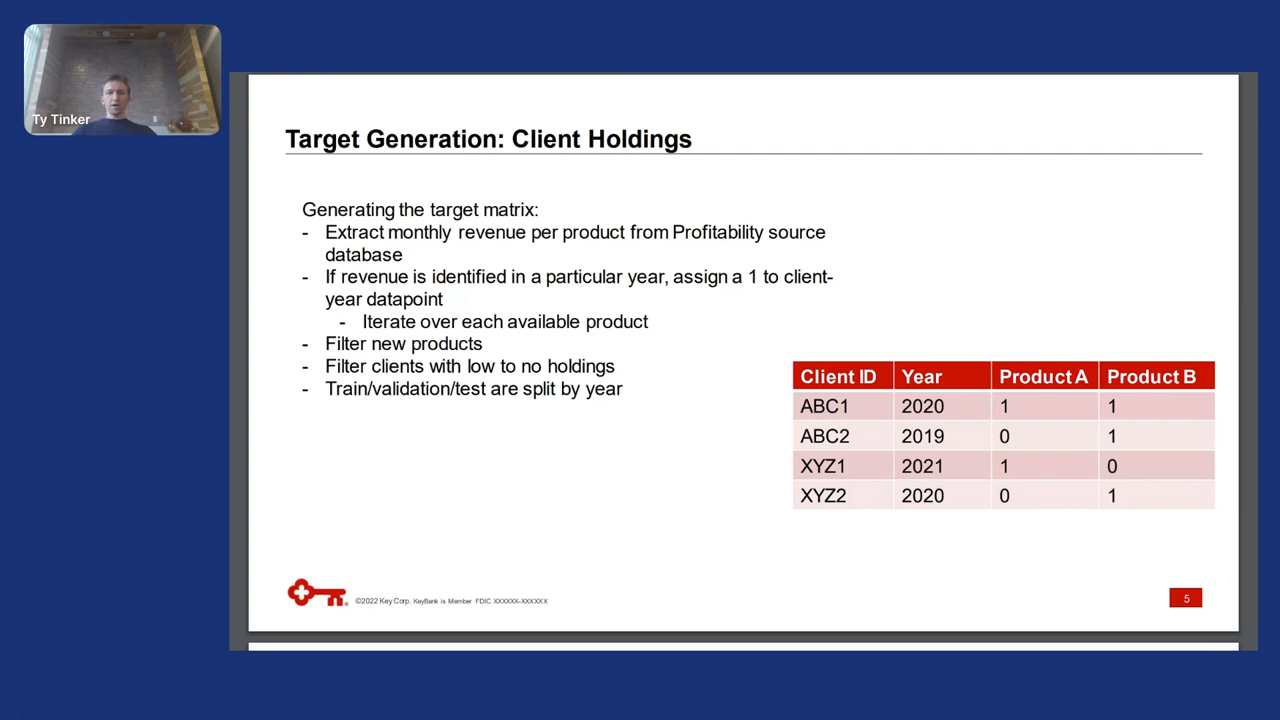 Ty Tinker
Target Generation: Client Holdings
Generating the target matrix:
- Extract monthly revenue per product from Profitability source
database
- If revenue is identified in a particular year, assign a 1 to client-
year datapoint
- Iterate over each available product
- Filter new products
- Filter clients with low to no holdings
- Train/validation/test are split by year
Client ID Year Product A Product B
ABC1 2020 1 1
ABC2 2019 0 1
XYZ1 2021 1 0
XYZ2 2020 0 1
©2022 Key Corp. KeyBank is Member FDIC XXXXXX-XXXXXX
5